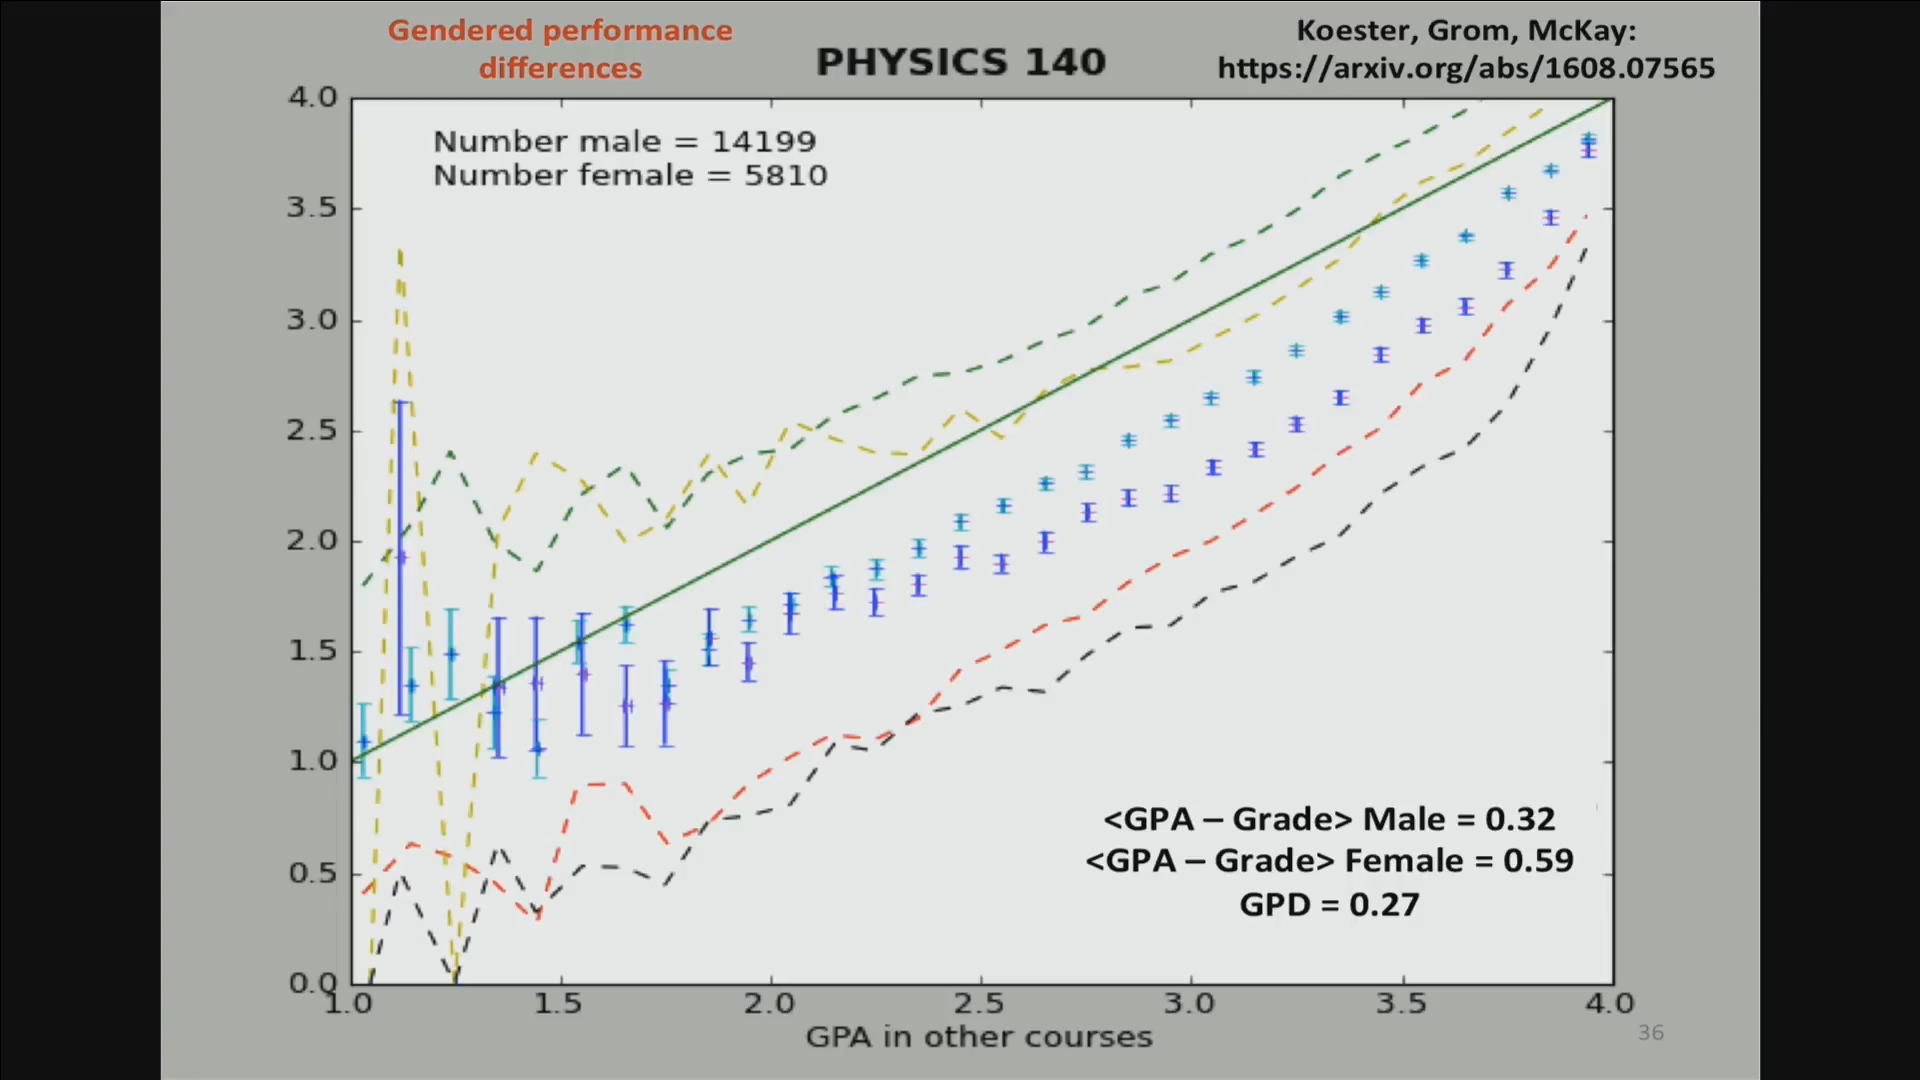 Gendered performance
differences
PHYSICS 140
Koester, Grom, McKay:
https://arxiv.org/abs/1608.07565
Number male = 14199
Number female = 5810
4.0
3.5
3.0
2.5
2.0
1.5
1.0
0.5
0.0
<GPA – Grade> Male = 0.32
<GPA – Grade> Female = 0.59
GPD = 0.27
1.0 1.5 2.0 2.5 3.0 3.5 4.0
GPA in other courses
36